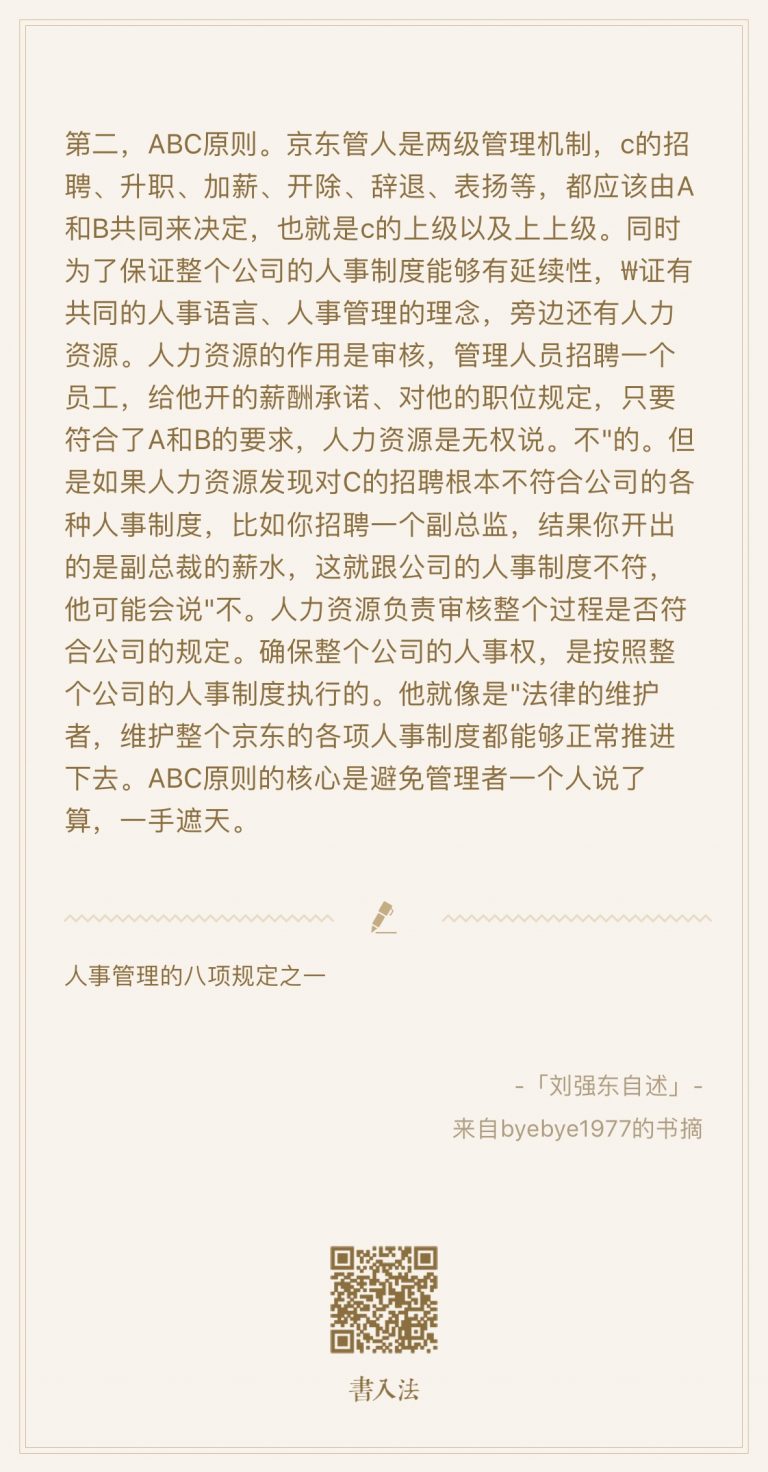 第二，ABC原则。京东管人是两级管理机制，c的招
聘、升职、加薪、开除、辞退、表扬等，都应该由A
和B共同来决定，也就是c的上级以及上上级。同时
为了保证整个公司的人事制度能够有延续性，₩证有
共同的人事语言、人事管理的理念，旁边还有人力
资源。人力资源的作用是审核，管理人员招聘一个
员工，给他开的薪酬承诺、对他的职位规定，只要
符合了A和B的要求，人力资源是无权说。不"的。但
是如果人力资源发现对C的招聘根本不符合公司的各
种人事制度，比如你招聘一个副总监，结果你开出
的是副总裁的薪水，这就跟公司的人事制度不符，
他可能会说"不。人力资源负责审核整个过程是否符
合公司的规定。确保整个公司的人事权，是按照整
个公司的人事制度执行的。他就像是"法律的维护
者，维护整个京东的各项人事制度都能够正常推进
下去。ABC原则的核心是避免管理者一个人说了
算，一手遮天。
人事管理的八项规定之一
-「刘强东自述」-
来自byebye1977的书摘
書入法